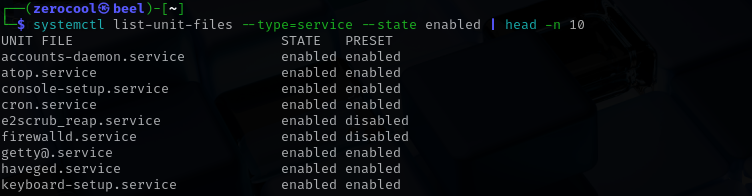 ┌──(zerocool㉿beel)-[~]
└─$ systemctl list-unit-files --type=service --state enabled | head -n 10
UNIT FILE STATE PRESET
accounts-daemon.service enabled enabled
atop.service enabled enabled
console-setup.service enabled enabled
cron.service enabled enabled
e2scrub_reap.service enabled disabled
firewalld.service enabled disabled
getty@.service enabled enabled
haveged.service enabled enabled
keyboard-setup.service enabled enabled